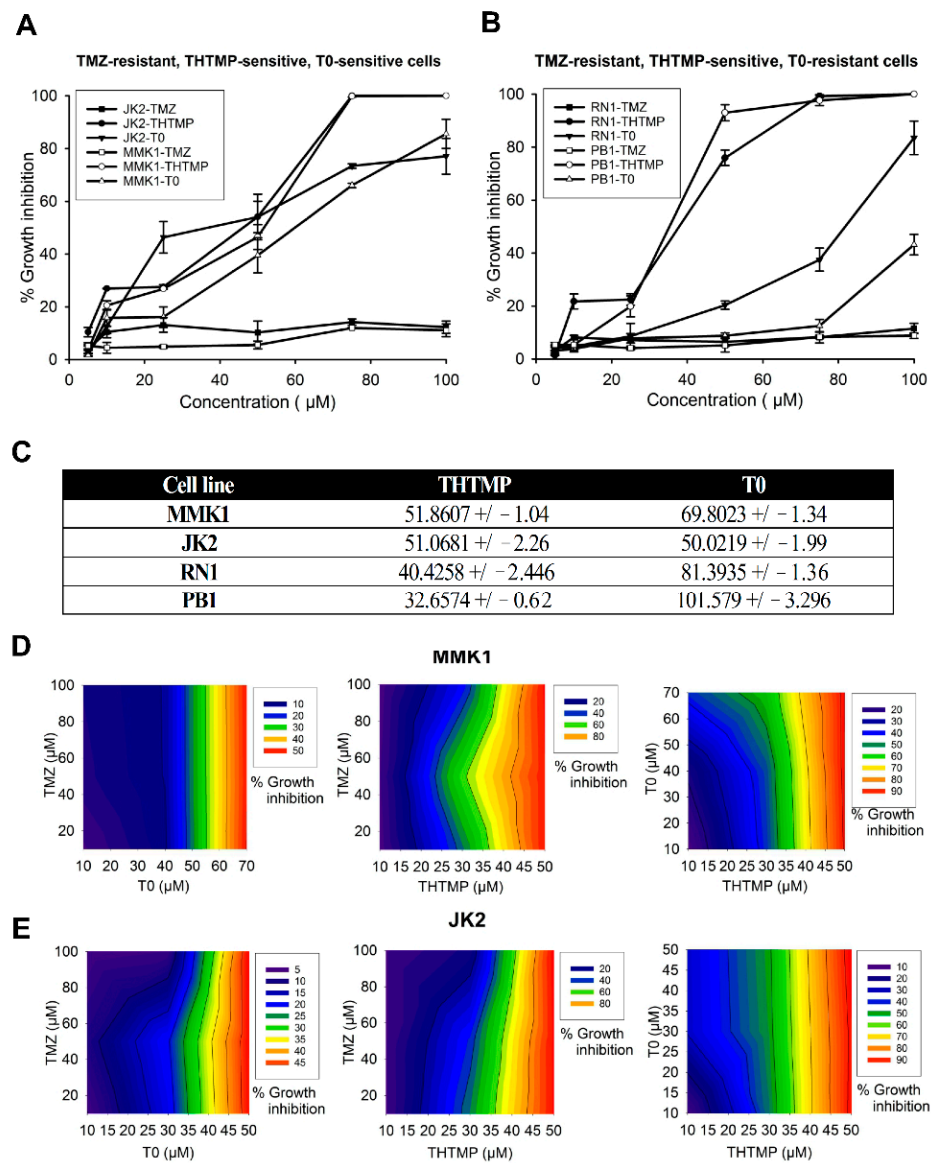 A
TMZ-resistant, THTMP-sensitive, T0-sensitive cells
% Growth inhibition
100
80
60
40
20
0
JK2-TMZ
JK2-THTMP
JK2-T0
MMK1-TMZ
MMK1-THTMP
MMK1-T0
0 20 40 60 80 100
Concentration ( µM)
B
TMZ-resistant, THTMP-sensitive, T0-resistant cells
% Growth inhibition
100
80
60
40
20
0
RN1-TMZ
RN1-THTMP
RN1-T0
PB1-TMZ
PB1-THTMP
PB1-T0
0 20 40 60 80 100
Concentration ( µM)
C
Cell line THTMP T0
MMK1 51.8607 +/− 1.04 69.8023 +/−1.34
JK2 51.0681 +/− 2.26 50.0219 +/−1.99
RN1 40.4258 +/−2.446 81.3935 +/−1.36
PB1 32.6574 +/− 0.62 101.579 +/− 3.296
D
MMK1
TMZ (µM)
100
80
60
40
20
10 20 30 40 50 60 70
T0 (µM)
10
20
30
40
50
% Growth
inhibition
TMZ (µM)
100
80
60
40
20
10 15 20 25 30 35 40 45 50
THTMP (µM)
20
40
60
80
% Growth
inhibition
T0 (µM)
70
60
50
40
30
20
10
10 15 20 25 30 35 40 45 50
THTMP (µM)
20
30
40
50
60
70
80
90
% Growth
inhibition
E
JK2
TMZ (µM)
100
80
60
40
20
10 15 20 25 30 35 40 45 50
T0 (µM)
5
10
15
20
25
30
35
40
45
% Growth
inhibition
TMZ (µM)
100
80
60
40
20
10 15 20 25 30 35 40 45 50
THTMP (µM)
20
40
60
80
% Growth
inhibition
T0 (µM)
50
45
40
35
30
25
20
15
10
10 15 20 25 30 35 40 45 50
THTMP (µM)
10
20
30
40
50
60
70
80
90
% Growth
inhibition